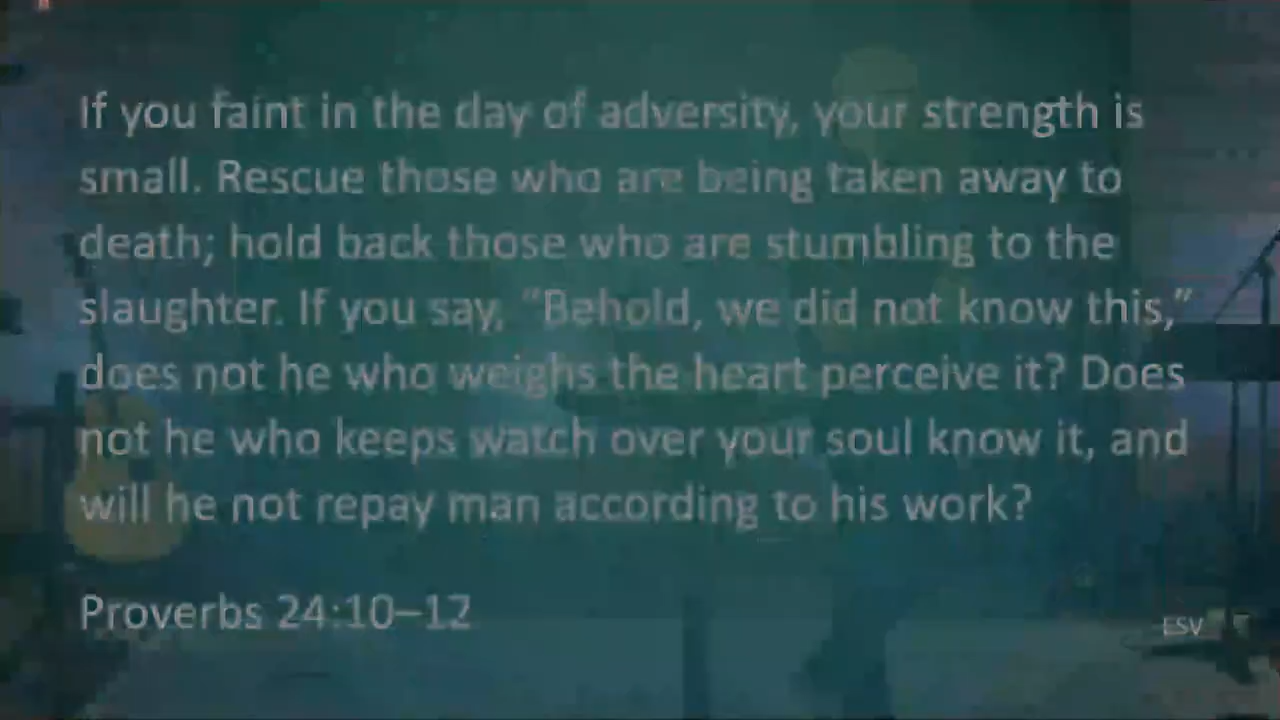 If you faint in the day of adversity, your strength is
small. Rescue those who are being taken away to
death; hold back those who are stumbling to the
slaughter. If you say, “Behold, we did not know this,”
does not he who weighs the heart perceive it? Does
not he who keeps watch over your soul know it, and
will he not repay man according to his work?
Proverbs 24:10–12
ESV